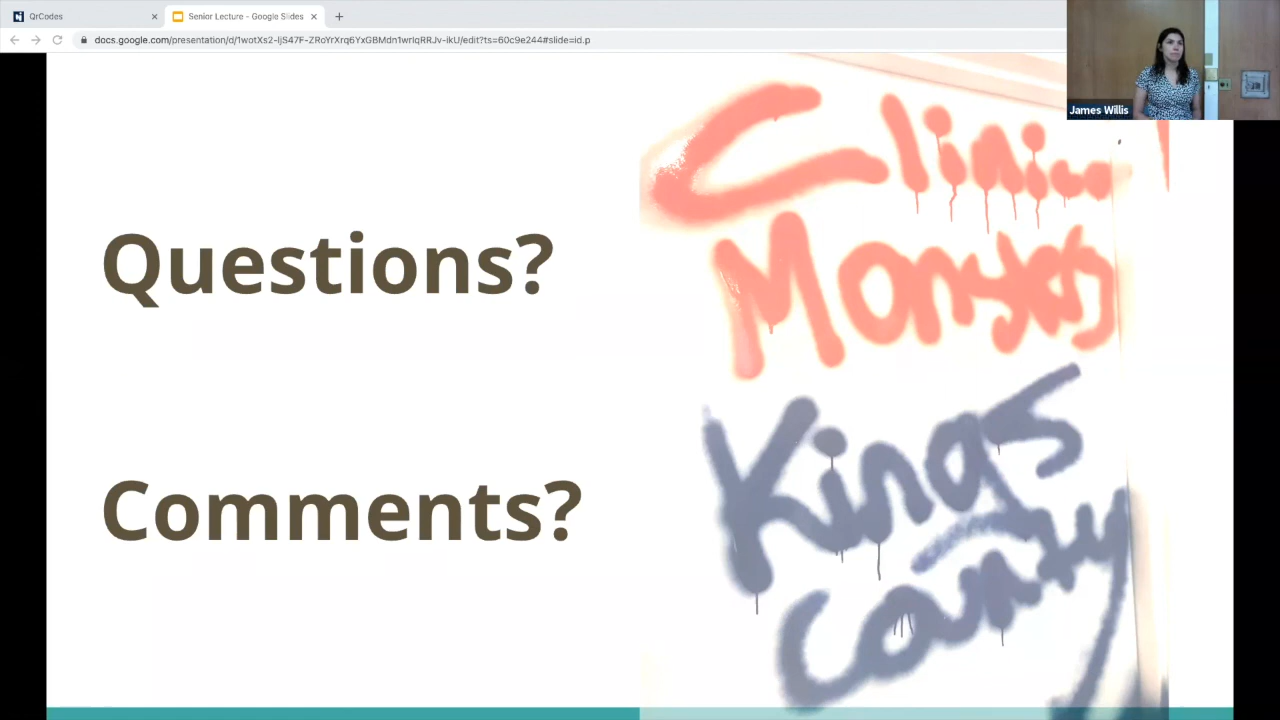 QrCodes
Senior Lecture - Google Slides
docs.google.com/presentation/d/1wotXs2-ljS47F-ZRoYrXrq6YxGBMdn1wrlqRRJv-ikU/edit?ts=60c9e244#slide=id.p
James Willis
Questions?
Comments?
Kings